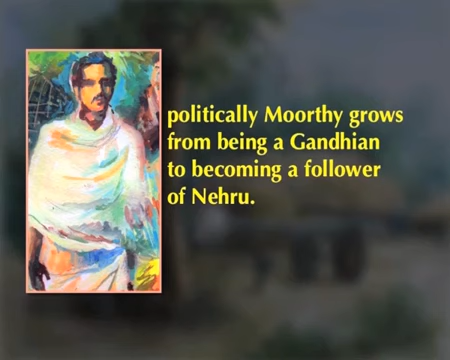 politically Moorthy grows
from being a Gandhian
to becoming a follower
of Nehru.